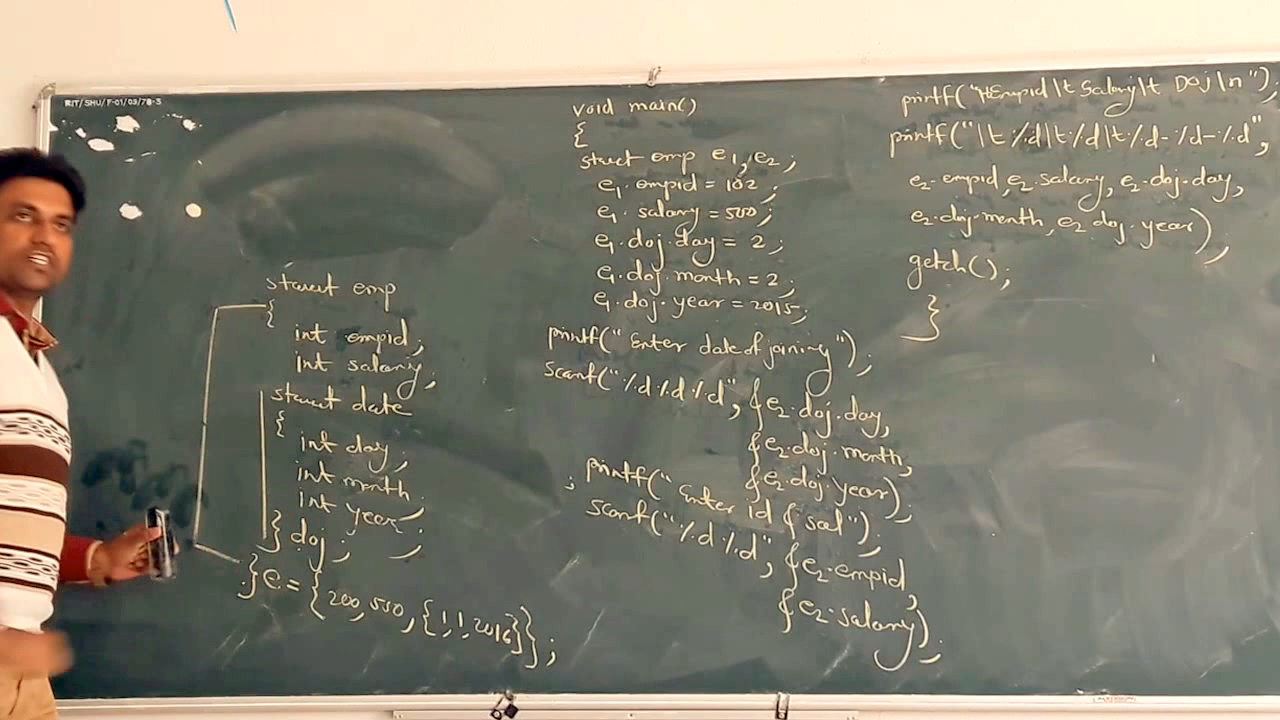 RIT/SHU/F-01/03/78-3
struct emp
{
int empid;
int salary;
struct date
{
int day;
int month;
int year;
} doj;
} e = {200,550,{1,1,2016}};
void main()
{
struct emp e1, e2;
e1.empid = 102;
e1.salary = 500;
e1.doj.day = 2;
e1.doj.month = 2;
e1.doj.year = 2015;
printf("Enter date of joining");
scanf("%d%d%d", &e2.doj.day,
&e2.doj.month,
&e2.doj.year);
; printf("Enter id & sal");
scanf("%d%d", &e2.empid,
&e2.salary);
printf("\tEmpid\t Salary\t Doj\n");
printf("\t%d\t%d\t%d-%d-%d",
e2.empid, e2.salary, e2.doj.day,
e2.doj.month, e2.doj.year);
getch();
}